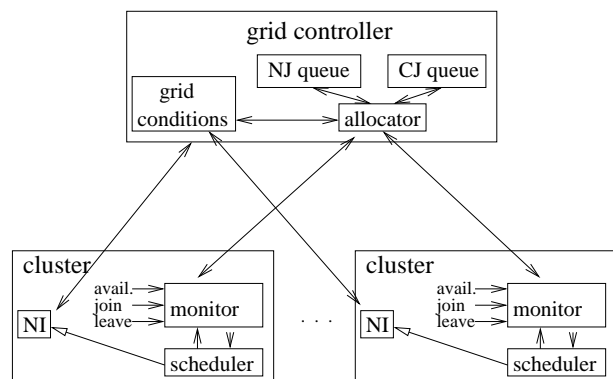 grid controller
NJ queue
CJ queue
grid
conditions
allocator
cluster
avail.
join
leave
monitor
NI
scheduler
. . .
cluster
avail.
join
leave
monitor
NI
scheduler